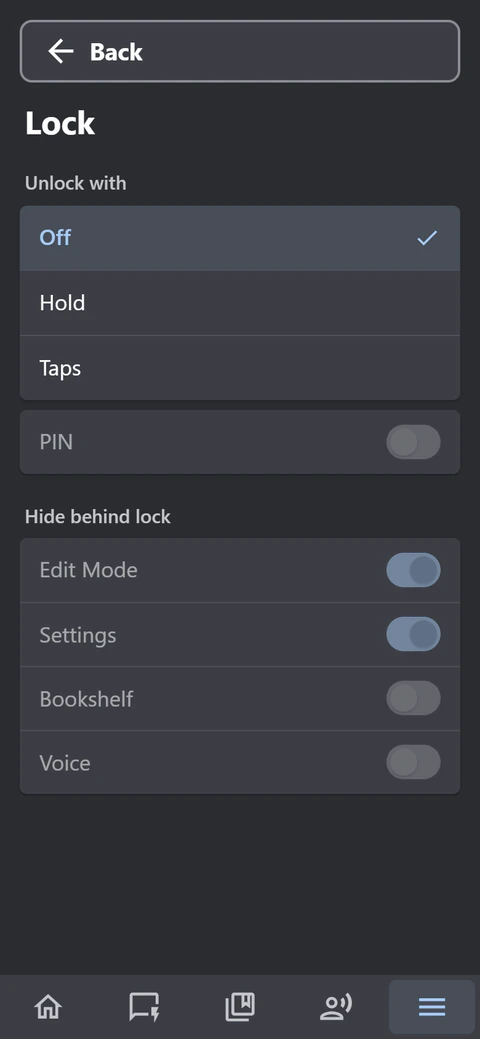 Back
Lock
Unlock with
Off
Hold
Taps
PIN
Hide behind lock
Edit Mode
Settings
Bookshelf
Voice